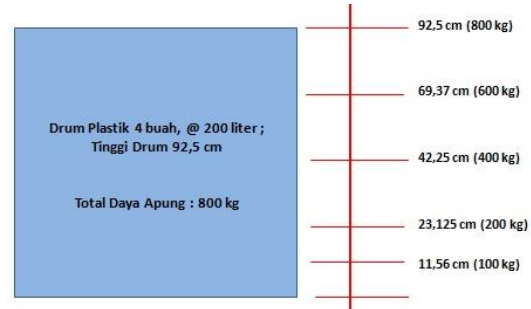 92,5 cm (800 kg)
69,37 cm (600 kg)
Drum Plastik 4 buah, @ 200 liter ;
Tinggi Drum 92,5 cm
42,25 cm (400 kg)
Total Daya Apung : 800 kg
23,125 cm (200 kg)
11,56 cm (100 kg)